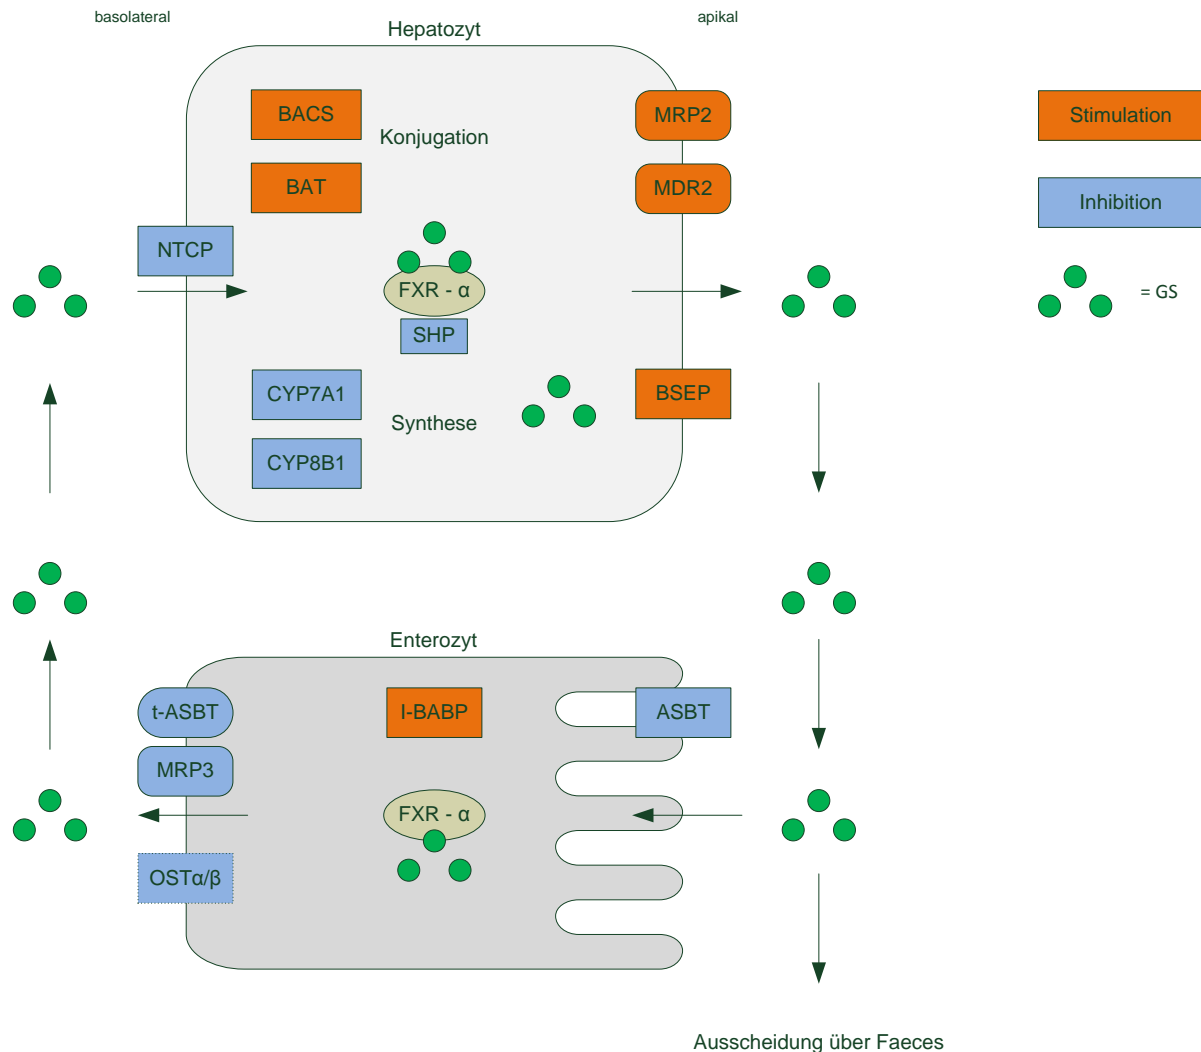 basolateral
Hepatozyt
apikal
BACS
Konjugation
BAT
MRP2
MDR2
Stimulation
Inhibition
NTCP
FXR - α
SHP
= GS
CYP7A1
Synthese
CYP8B1
BSEP
Enterozyt
t-ASBT
I-BABP
ASBT
MRP3
FXR - α
OSTα/β
Ausscheidung über Faeces